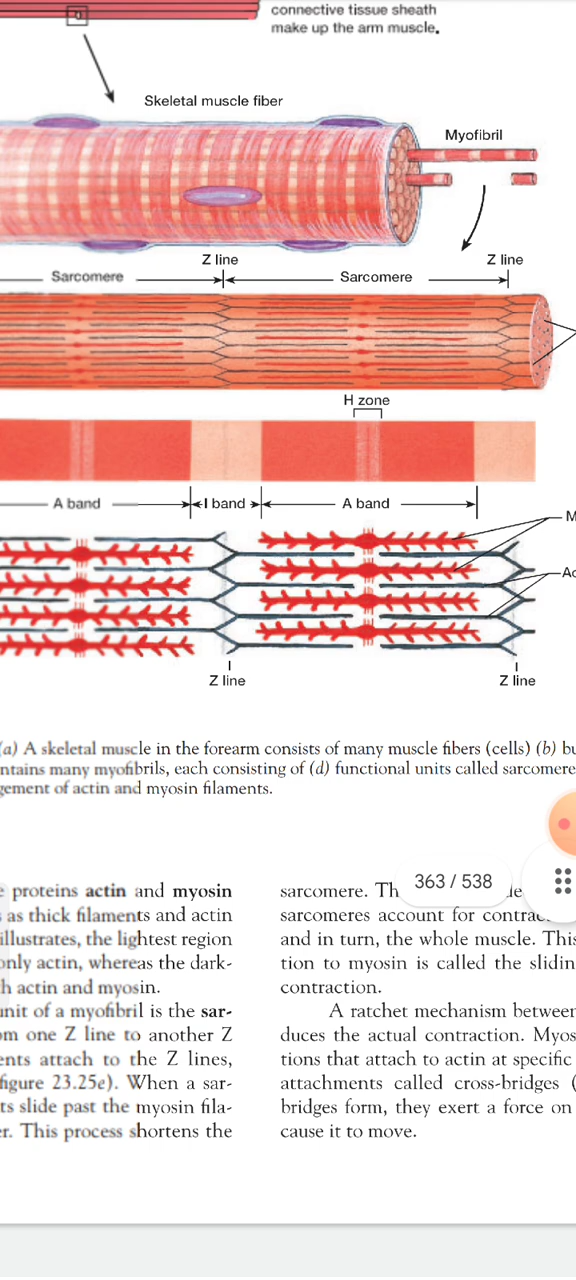 connective tissue sheath
make up the arm muscle.
Skeletal muscle fiber
Myofibril
Z line
Z line
Sarcomere
Sarcomere
H zone
A band
I band
A band
M
Ac
Z line
Z line
(a) A skeletal muscle in the forearm consists of many muscle fibers (cells) (b) bu
ntains many myofibrils, each consisting of (d) functional units called sarcomere
gement of actin and myosin filaments.
e proteins actin and myosin
s as thick filaments and actin
illustrates, the lightest region
only actin, whereas the dark-
h actin and myosin.
unit of a myofibril is the sar-
om one Z line to another Z
ents attach to the Z lines,
figure 23.25e). When a sar-
ts slide past the myosin fila-
er. This process shortens the
363 / 538
sarcomere. Th
sarcomeres account for contrac
and in turn, the whole muscle. This
tion to myosin is called the slidin
contraction.
A ratchet mechanism between
duces the actual contraction. Myos
tions that attach to actin at specific
attachments called cross-bridges (
bridges form, they exert a force on
cause it to move.